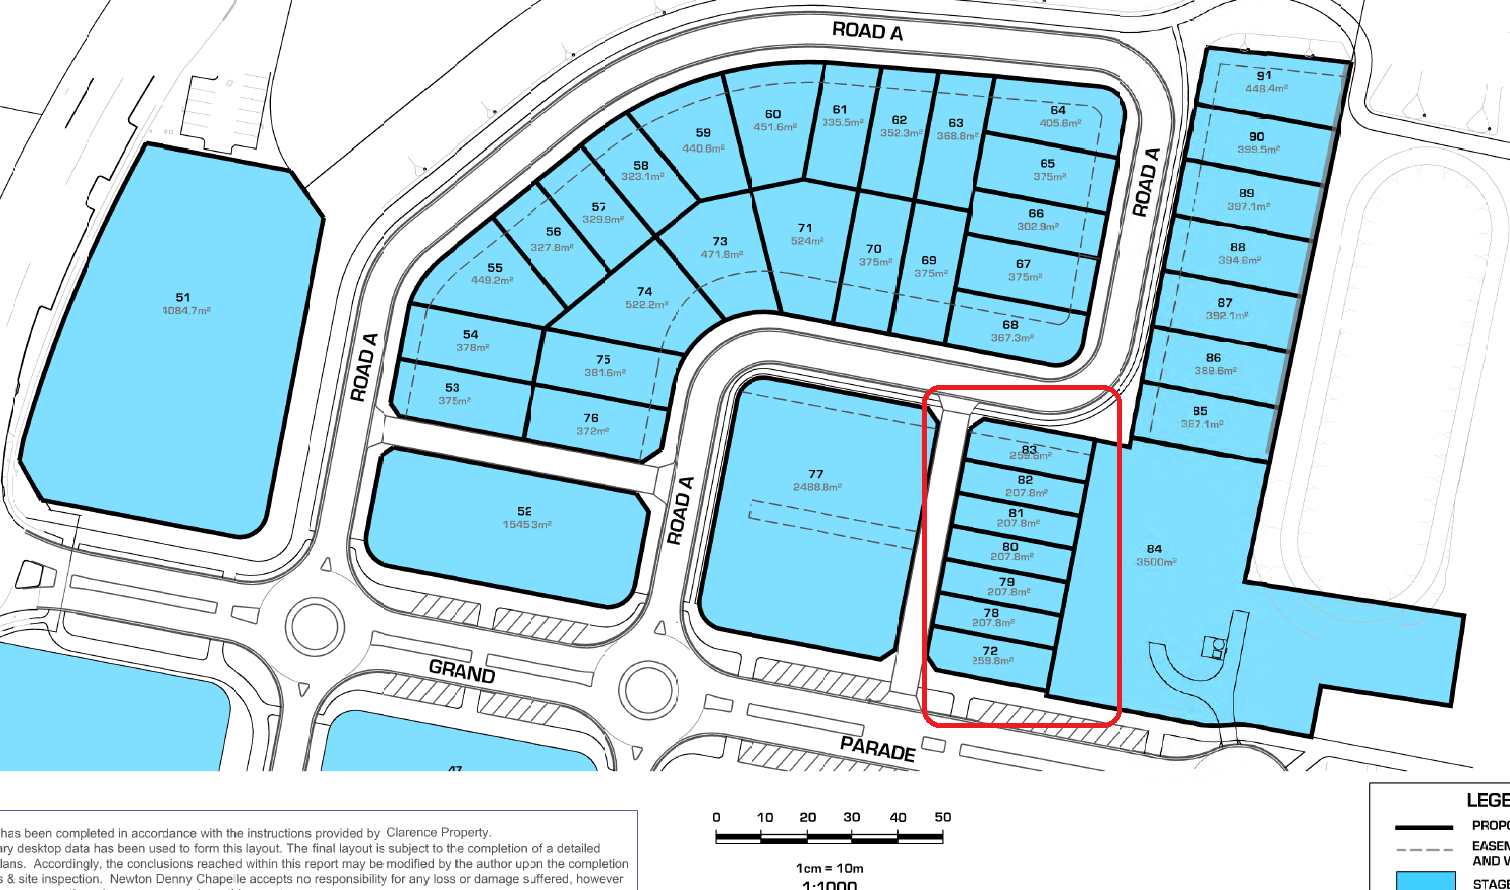 ROAD A
91
448.4m²
60
451.6m²
61
335.5m²
62
352.3m²
63
368.8m²
64
405.6m²
90
399.5m²
59
440.6m²
58
323.1m²
65
375m²
ROAD A
89
397.1m²
57
329.9m²
66
302.9m²
56
327.8m²
73
471.8m²
71
524m²
70
375m²
69
375m²
67
375m²
88
394.6m²
55
449.2m²
74
522.2m²
51
4084.7m²
87
392.1m²
54
378m²
68
367.3m²
ROAD A
75
381.6m²
86
389.6m²
53
375m²
76
372m²
85
387.1m²
77
2488.8m²
83
259.8m²
82
207.8m²
52
1545.3m²
ROAD A
81
207.8m²
80
207.8m²
84
3500m²
79
207.8m²
78
207.8m²
72
259.8m²
GRAND
PARADE
47
has been completed in accordance with the instructions provided by Clarence Property.
ary desktop data has been used to form this layout. The final layout is subject to the completion of a detailed
lans. Accordingly, the conclusions reached within this report may be modified by the author upon the completion
s & site inspection. Newton Denny Chapelle accepts no responsibility for any loss or damage suffered, however
0 10 20 30 40 50
1cm = 10m
1:1000
LEGE
PROPO
EASEM
AND W
STAGE